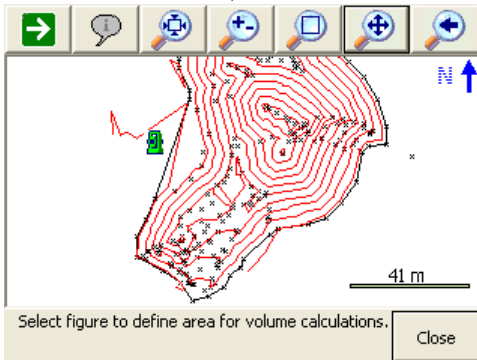 N
41 m
Select figure to define area for volume calculations.
Close